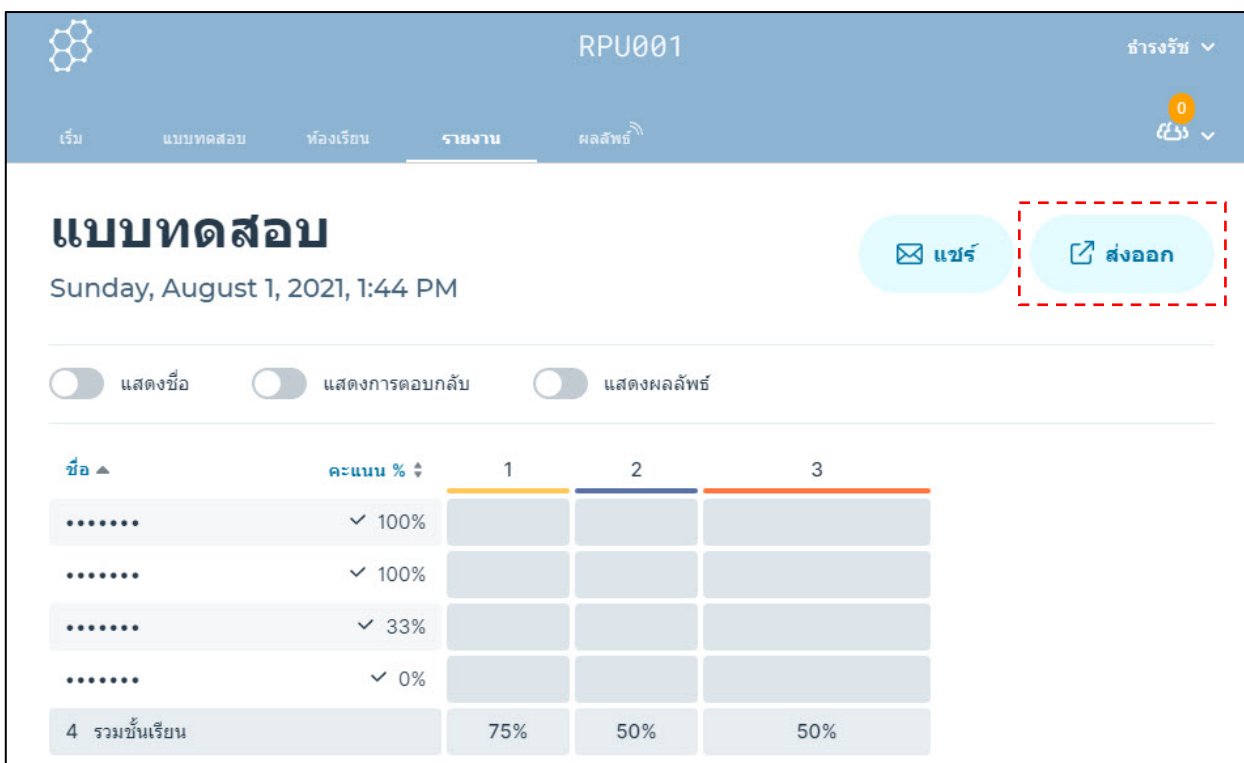 RPU001
ธำรงรัช
0
เริ่ม แบบทดสอบ ห้องเรียน รายงาน ผลลัพธ์
แบบทดสอบ
แชร์ ส่งออก
Sunday, August 1, 2021, 1:44 PM
แสดงชื่อ แสดงการตอบกลับ แสดงผลลัพธ์
ชื่อ คะแนน % 1 2 3
••••••• 100%
••••••• 100%
••••••• 33%
••••••• 0%
4 รวมชั้นเรียน 75% 50% 50%